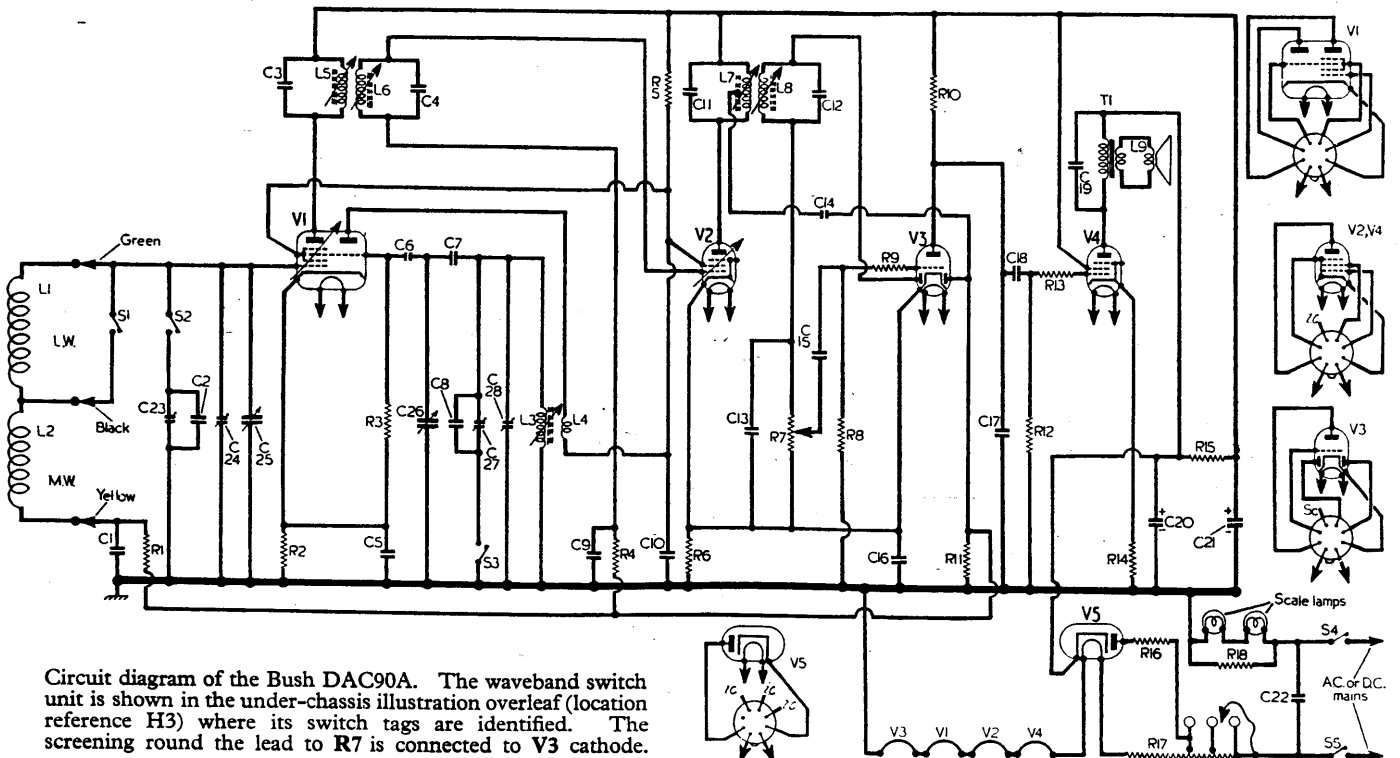 C3
L5
L6
C4
R5
C11
L7
L8
C12
R10
T1
L9
C19
V1
V1
Green
C6
C7
V2
C14
V3
V4
R9
C18
R13
V2,V4
IC
L1
L.W.
S1
S2
C23
C2
Black
L2
M.W.
C24
C25
R3
C26
C8
C28
C27
L3
L4
C13
C15
R7
R8
C17
R12
R15
V3
Sc
Yellow
C1
R1
R2
C5
S3
C9
R4
C10
R6
C16
R11
R14
C20
C21
+
-
+
-
V5
V5
IC
IC
IC
R16
Scale lamps
R18
S4
C22
A.C. or D.C.
mains
V3
V1
V2
V4
R17
S5
Circuit diagram of the Bush DAC90A. The waveband switch
unit is shown in the under-chassis illustration overleaf (location
reference H3) where its switch tags are identified. The
screening round the lead to R7 is connected to V3 cathode.